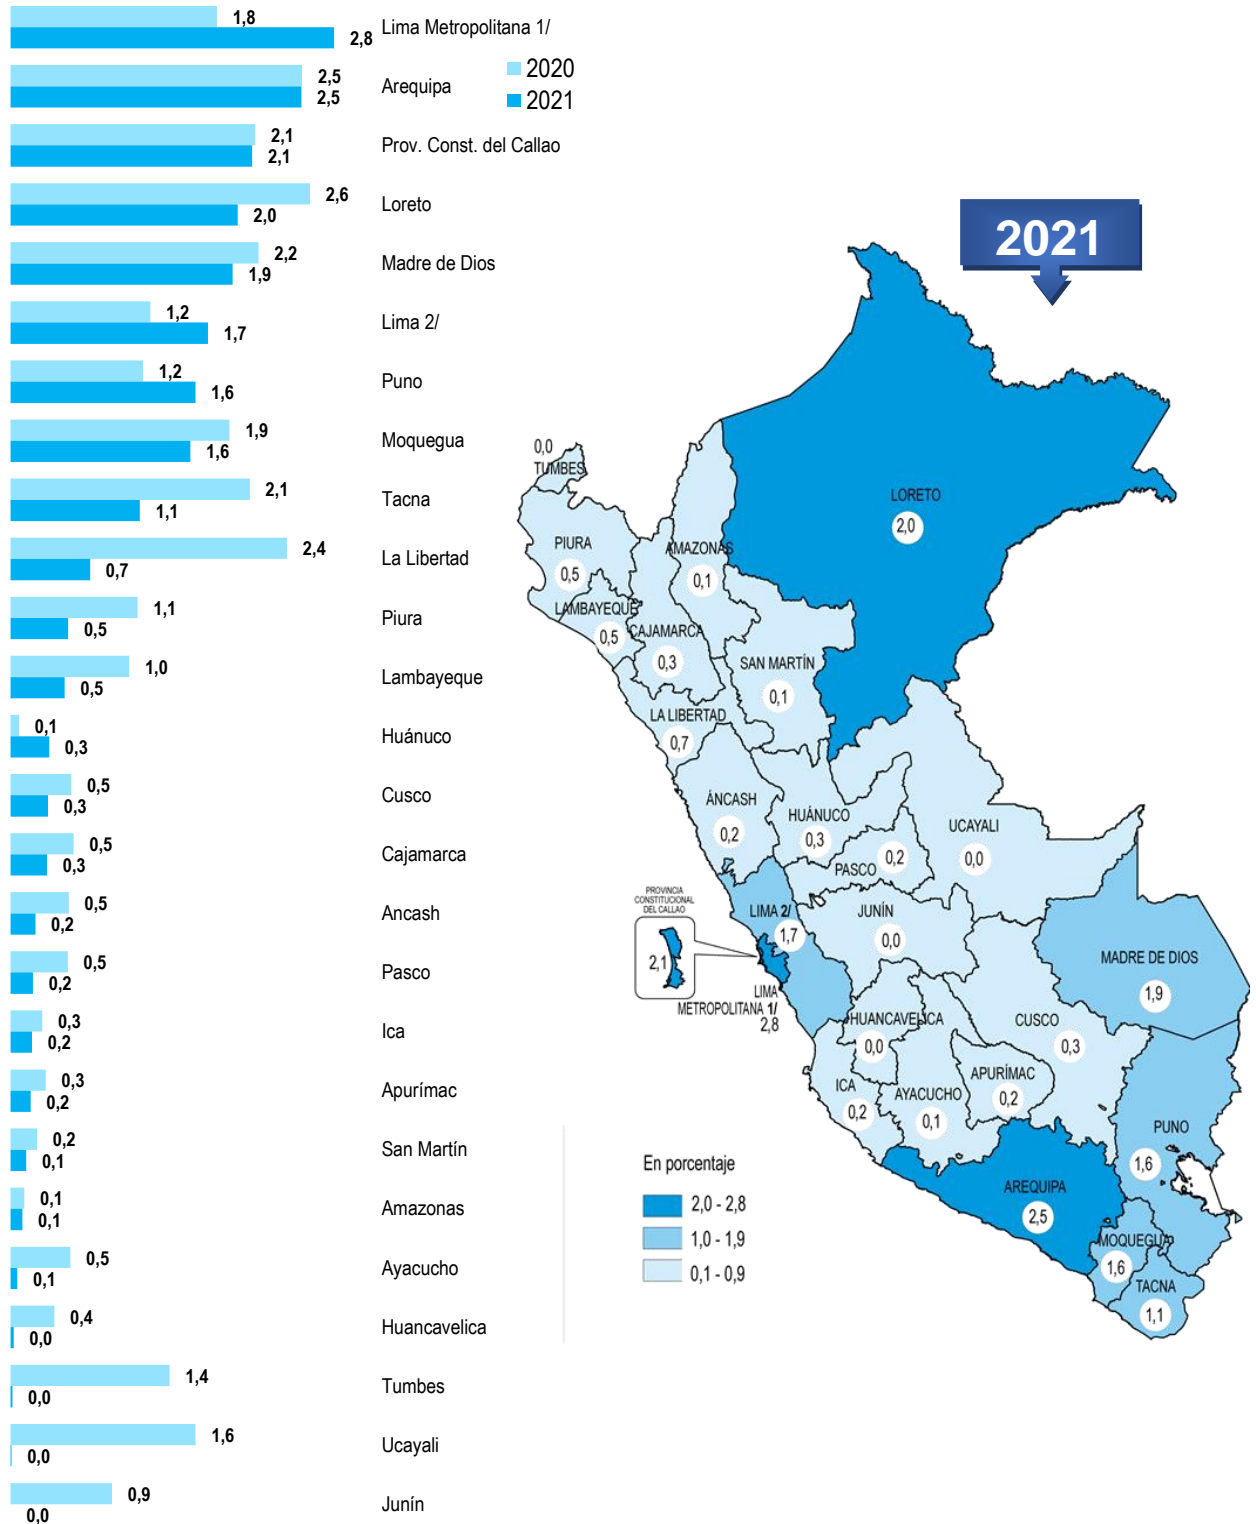 1,8
2,8
Lima Metropolitana 1/
2,5
2,5
Arequipa
2020
2021
2,1
2,1
Prov. Const. del Callao
2,6
2,0
Loreto
2,2
1,9
Madre de Dios
1,2
1,7
Lima 2/
1,2
1,6
Puno
1,9
1,6
Moquegua
2,1
1,1
Tacna
2,4
0,7
La Libertad
1,1
0,5
Piura
1,0
0,5
Lambayeque
0,1
0,3
Huánuco
0,5
0,3
Cusco
0,5
0,3
Cajamarca
0,5
0,2
Ancash
0,5
0,2
Pasco
0,3
0,2
Ica
0,3
0,2
Apurímac
0,2
0,1
San Martín
0,1
0,1
Amazonas
0,5
0,1
Ayacucho
0,4
0,0
Huancavelica
1,4
0,0
Tumbes
1,6
0,0
Ucayali
0,9
0,0
Junín
2021
0,0
TUMBES
LORETO
2,0
PIURA
0,5
AMAZONAS
0,1
LAMBAYEQUE
0,5
CAJAMARCA
0,3
SAN MARTÍN
0,1
LA LIBERTAD
0,7
ÁNCASH
0,2
HUÁNUCO
0,3
PASCO
0,2
UCAYALI
0,0
PROVINCIA
CONSTITUCIONAL
DEL CALLAO
2,1
LIMA 2/
1,7
JUNÍN
0,0
MADRE DE DIOS
1,9
LIMA
METROPOLITANA 1/
2,8
HUANCAVELICA
0,0
CUSCO
0,3
ICA
0,2
AYACUCHO
0,1
APURÍMAC
0,2
PUNO
1,6
AREQUIPA
2,5
MOQUEGUA
1,6
TACNA
1,1
En porcentaje
2,0 - 2,8
1,0 - 1,9
0,1 - 0,9